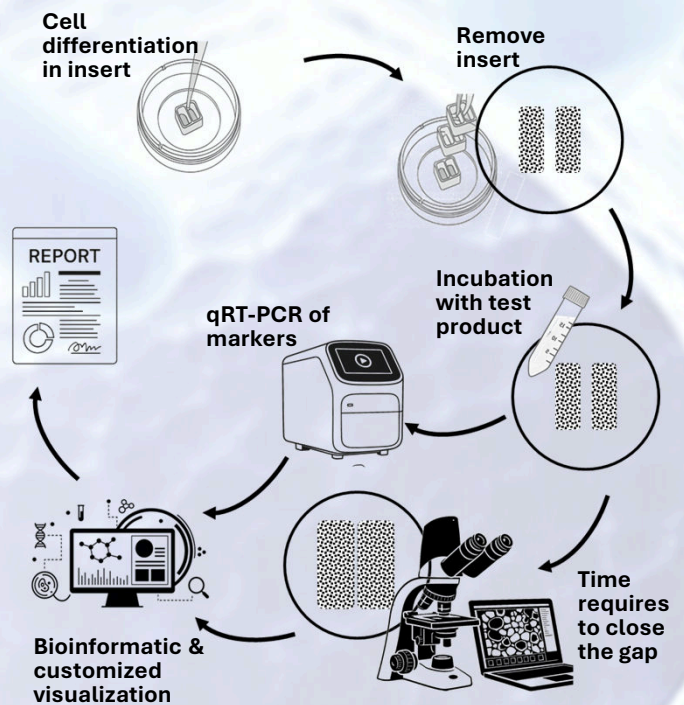 Cell
differentiation
in insert
Remove
insert
Incubation
with test
product
qRT-PCR of
markers
REPORT
Time
requires
to close
the gap
Bioinformatic &
customized
visualization